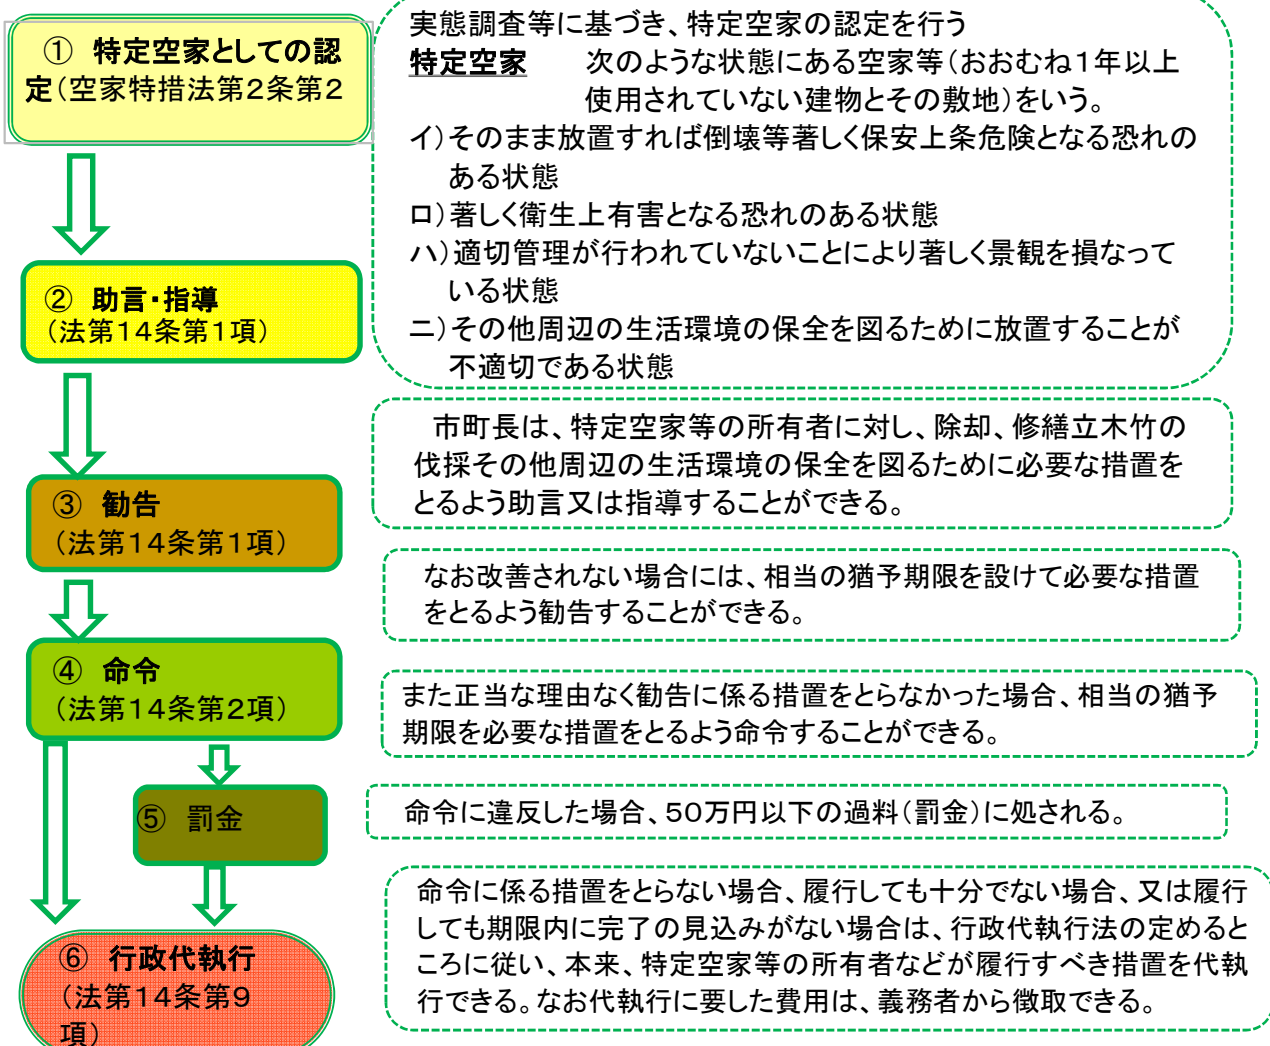 ① 特定空家としての認
定（空家特措法第２条第２
実態調査等に基づき、特定空家の認定を行う
特定空家　　次のような状態にある空家等（おおむね１年以上
使用されていない建物とその敷地）をいう。
イ）そのまま放置すれば倒壊等著しく保安上条危険となる恐れの
ある状態
ロ）著しく衛生上有害となる恐れのある状態
ハ）適切管理が行われていないことにより著しく景観を損なって
いる状態
ニ）その他周辺の生活環境の保全を図るために放置することが
不適切である状態
② 助言・指導
（法第１４条第１項）
市町長は、特定空家等の所有者に対し、除却、修繕立木竹の
伐採その他周辺の生活環境の保全を図るために必要な措置を
とるよう助言又は指導することができる。
③ 勧告
（法第１４条第１項）
なお改善されない場合には、相当の猶予期限を設けて必要な措置
をとるよう勧告することができる。
④ 命令
（法第１４条第２項）
また正当な理由なく勧告に係る措置をとらなかった場合、相当の猶予
期限を必要な措置をとるよう命令することができる。
⑤ 罰金
命令に違反した場合、５０万円以下の過料（罰金）に処される。
⑥ 行政代執行
（法第１４条第９
項）
命令に係る措置をとらない場合、履行しても十分でない場合、又は履行
しても期限内に完了の見込みがない場合は、行政代執行法の定めると
ころに従い、本来、特定空家等の所有者などが履行すべき措置を代執
行できる。なお代執行に要した費用は、義務者から徴取できる。